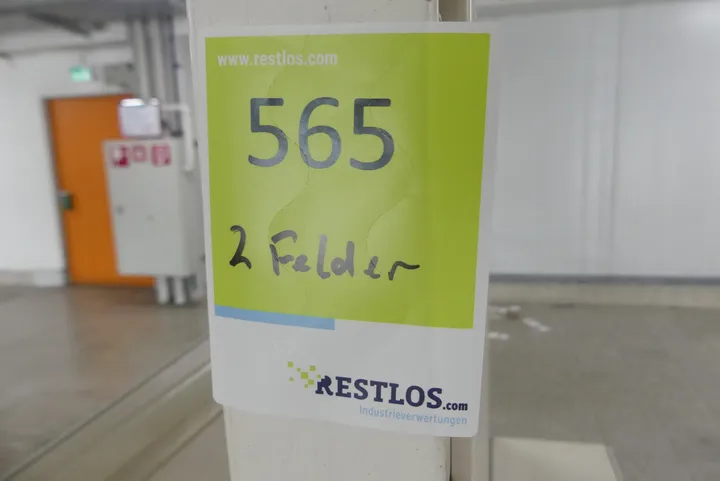 www.restlos.com
565
2 Felder
RESTLOS.com
Industrieverwertungen